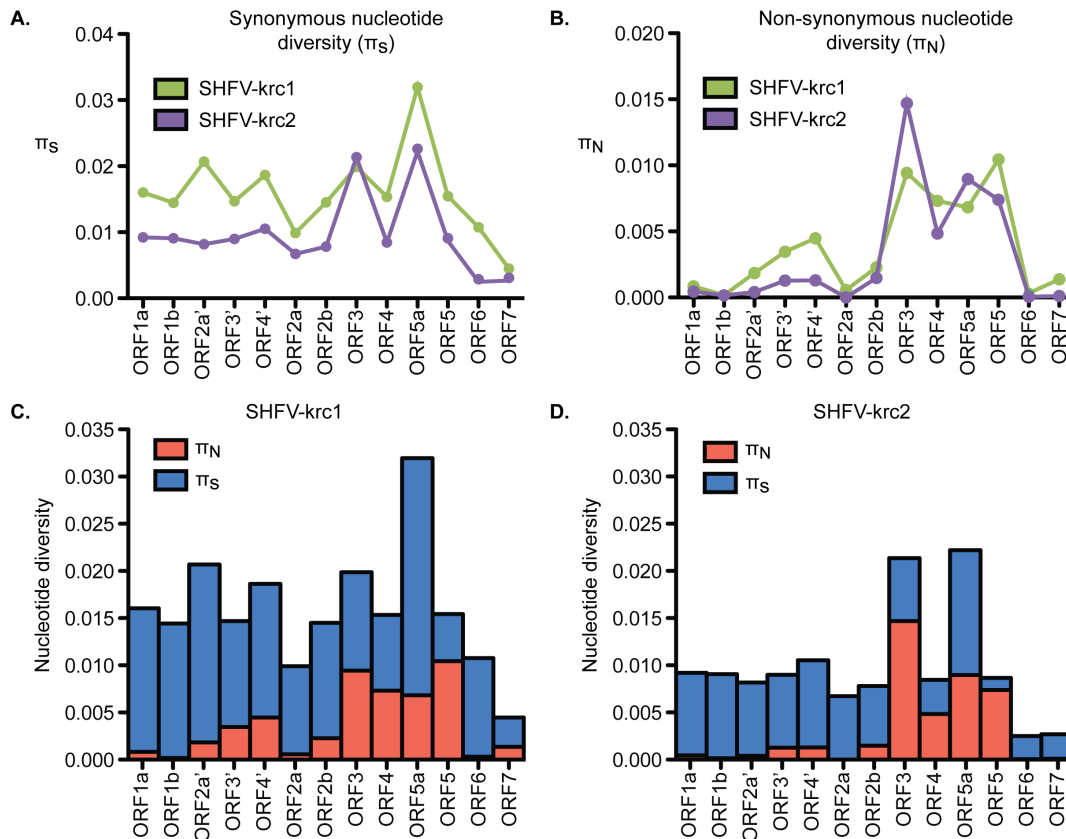 A.
Synonymous nucleotide
diversity (πS)
0.04
0.03
0.02
0.01
0.00
πS
SHFV-krc1
SHFV-krc2
ORF1a
ORF1b
ORF2a’
ORF3’
ORF4’
ORF2a
ORF2b
ORF3
ORF4
ORF5a
ORF5
ORF6
ORF7
B.
Non-synonymous nucleotide
diversity (πN)
0.020
0.015
0.010
0.005
0.000
πN
SHFV-krc1
SHFV-krc2
ORF1a
ORF1b
ORF2a’
ORF3’
ORF4’
ORF2a
ORF2b
ORF3
ORF4
ORF5a
ORF5
ORF6
ORF7
C.
SHFV-krc1
0.035
0.030
0.025
0.020
0.015
0.010
0.005
0.000
Nucleotide diversity
πN
πS
ORF1a
ORF1b
ORF2a’
ORF3’
ORF4’
ORF2a
ORF2b
ORF3
ORF4
ORF5a
ORF5
ORF6
ORF7
D.
SHFV-krc2
0.035
0.030
0.025
0.020
0.015
0.010
0.005
0.000
Nucleotide diversity
πN
πS
ORF1a
ORF1b
ORF2a’
ORF3’
ORF4’
ORF2a
ORF2b
ORF3
ORF4
ORF5a
ORF5
ORF6
ORF7